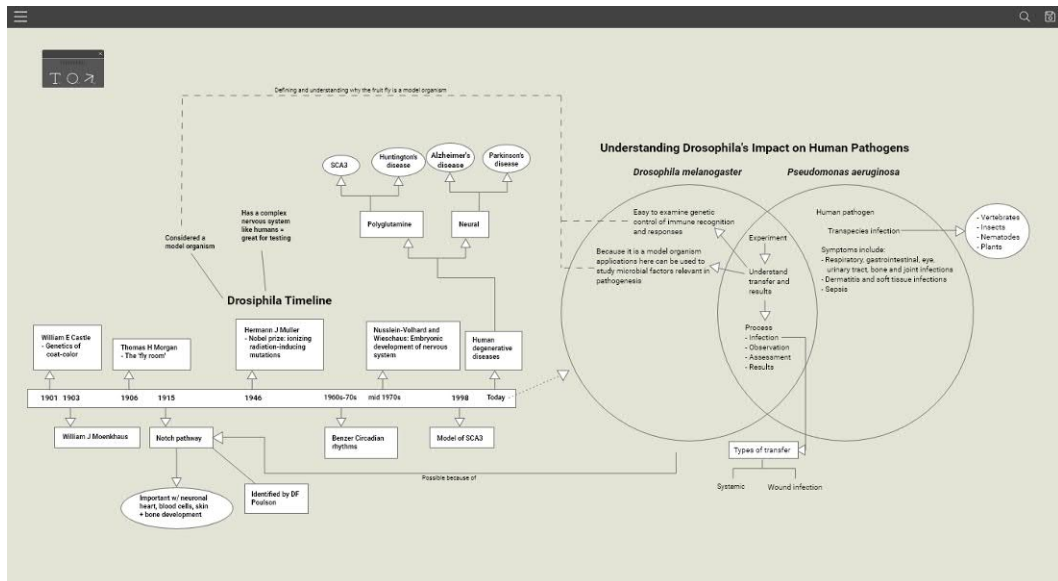 T O
Defining and understanding why the fruit fly is a model organism
Understanding Drosophila's Impact on Human Pathogens
Drosophila melanogaster
Pseudomonas aeruginosa
SCA3
Huntington's
disease
Alzheimer's
disease
Parkinson's
disease
Polyglutamine
Neural
Considered a
model organism
Has a complex
nervous system
like humans =
great for testing
Drosiphila Timeline
William E Castle
- Genetics of
coat-color
Thomas H Morgan
- The 'fly room'
Hermann J Muller
- Nobel prize: ionizing
radiation-inducing
mutations
Nusslein-Volhard and
Wieschaus: Embryonic
development of nervous
system
Human
degenerative
diseases
1901 1903 1906 1915 1946 1960s-70s mid 1970s 1998 Today
William J Moenkhaus
Notch pathway
Benzer Circadian
rhythms
Model of SCA3
Important w/ neuronal
heart, blood cells, skin
+ bone development
Identified by DF
Poulson
Possible because of
Easy to examine genetic
control of immune recognition
and responses
Because it is a model organism
applications here can be used to
study microbial factors relevant in
pathogenesis
Experiment
Understand
transfer and
results
Process
- Infection
- Observation
- Assessment
- Results
Human pathogen
Tranapecies infection
Symptoms include:
- Respiratory, gastrointestinal, eye,
urinary tract, bone and joint infections
- Dermatitis and soft tissue infections
- Sepsis
- Vertebrates
- Insects
- Nematodes
- Plants
Types of transfer
Systemic
Wound infection